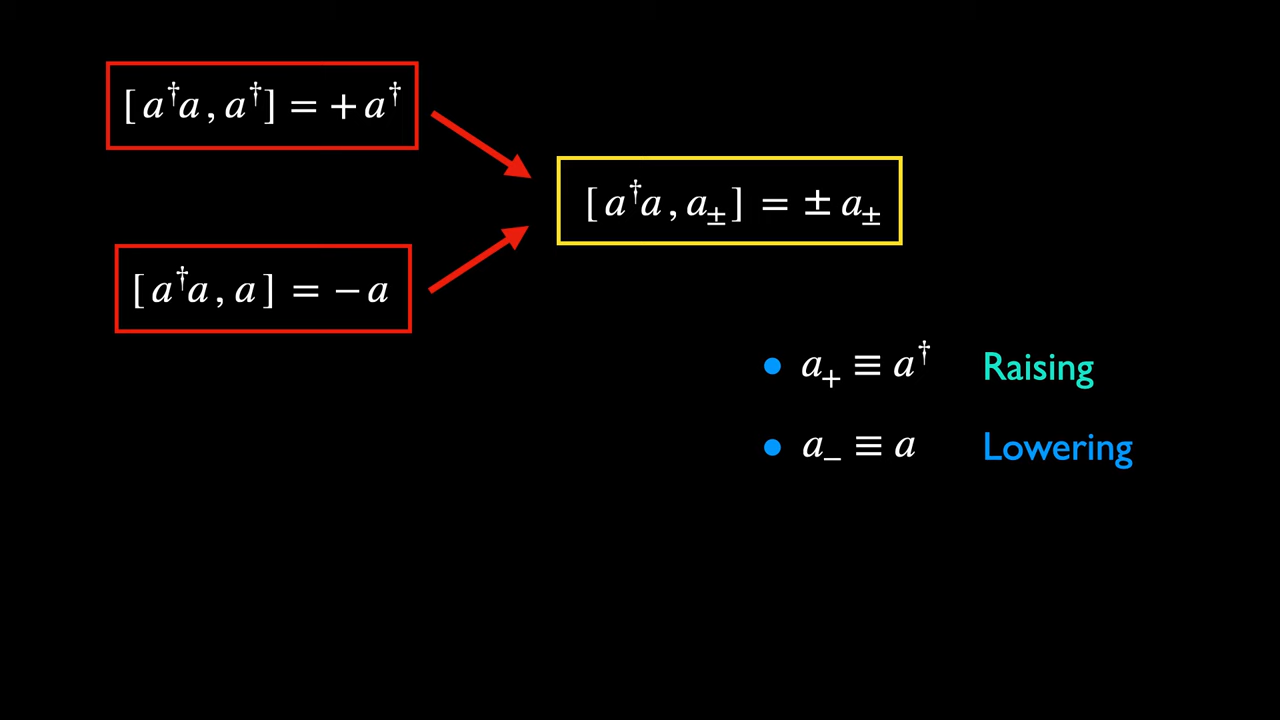 [a†a, a†] = + a†
[a†a, a±] = ± a±
[a†a, a] = − a
• a₊ ≡ a† Raising
• a₋ ≡ a Lowering